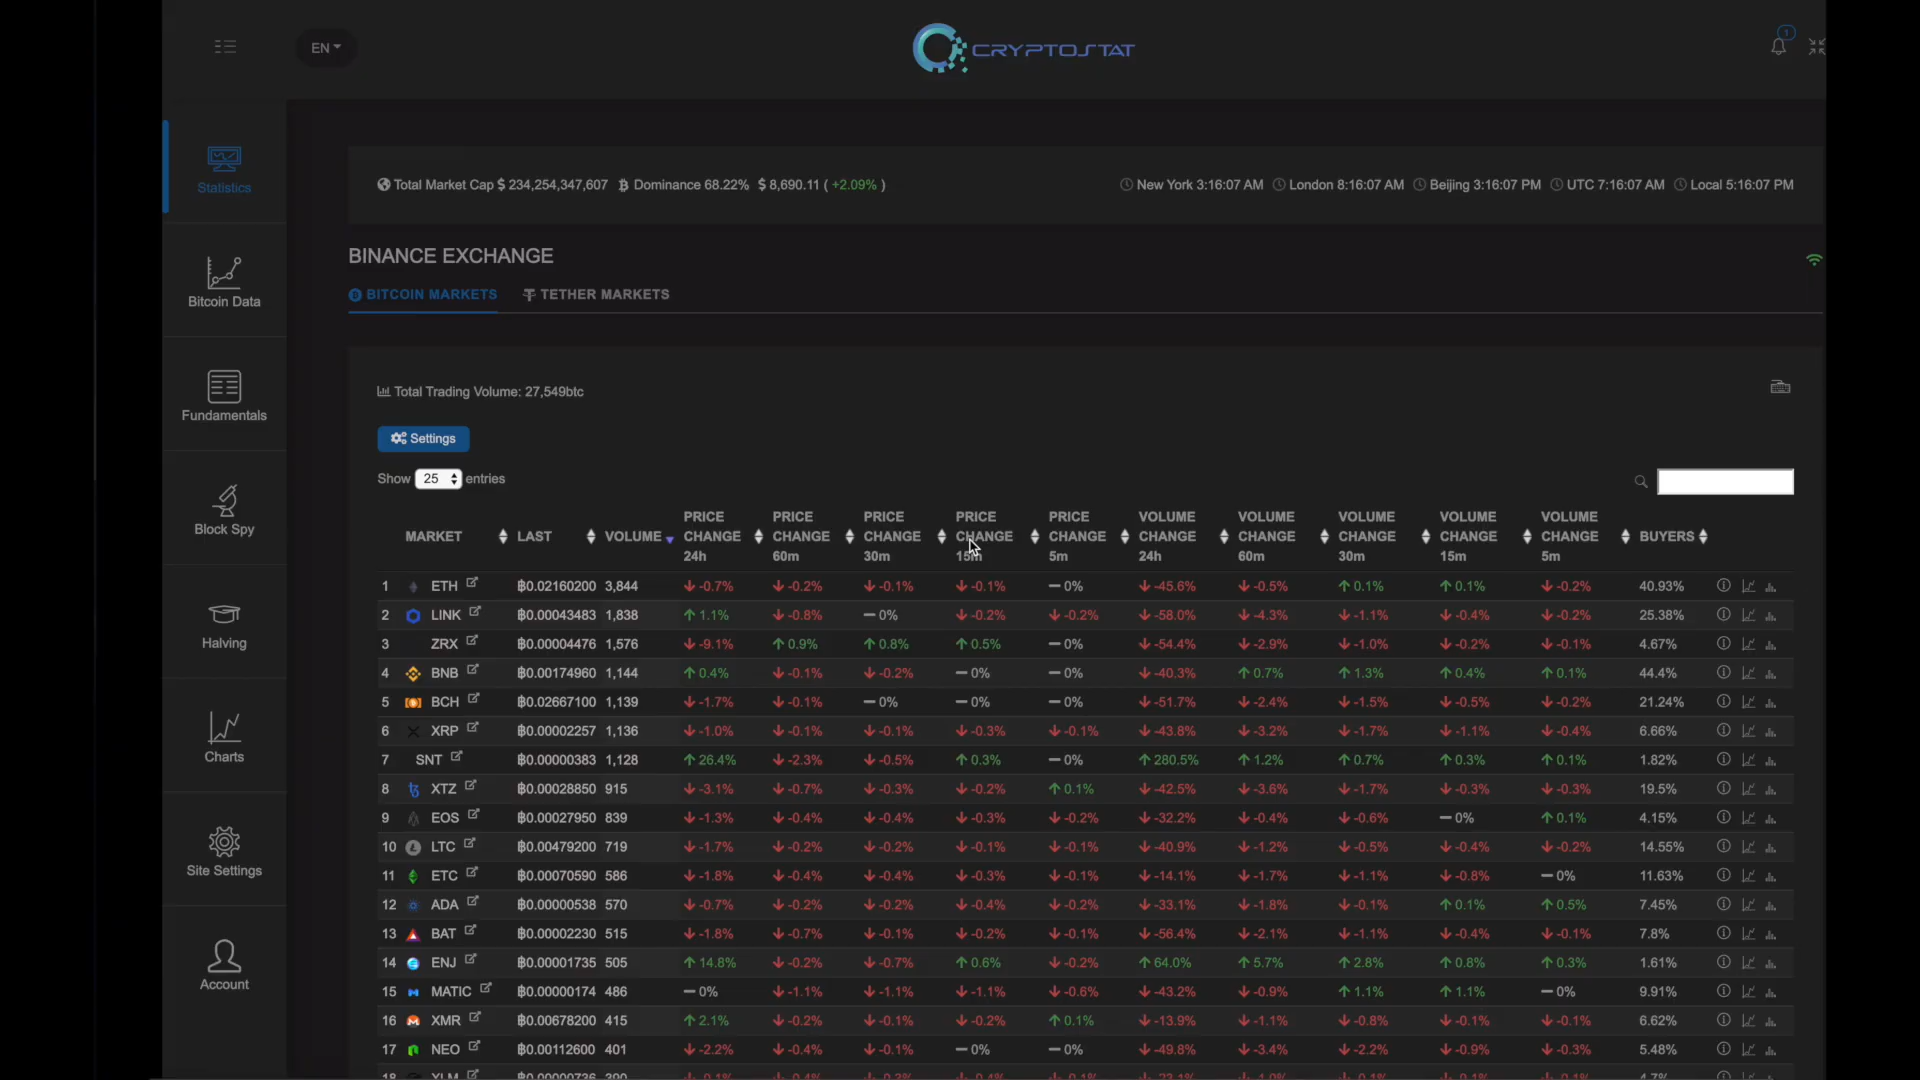 EN
CRYPTOSTAT
1
Statistics
Bitcoin Data
Fundamentals
Block Spy
Halving
Charts
Site Settings
Account
Total Market Cap $ 234,254,347,607 Dominance 68.22% $ 8,690.11 ( +2.09% )
New York 3:16:07 AM London 8:16:07 AM Beijing 3:16:07 PM UTC 7:16:07 AM Local 5:16:07 PM
BINANCE EXCHANGE
BITCOIN MARKETS TETHER MARKETS
Total Trading Volume: 27,549btc
Settings
Show 25 entries
MARKET LAST VOLUME PRICE CHANGE 24h PRICE CHANGE 60m PRICE CHANGE 30m PRICE CHANGE 15m PRICE CHANGE 5m VOLUME CHANGE 24h VOLUME CHANGE 60m VOLUME CHANGE 30m VOLUME CHANGE 15m VOLUME CHANGE 5m BUYERS
1 ETH ฿0.02160200 3,844 -0.7% -0.2% -0.1% -0.1% 0% -45.6% -0.5% 0.1% 0.1% -0.2% 40.93%
2 LINK ฿0.00043483 1,838 1.1% -0.8% 0% -0.2% -0.2% -58.0% -4.3% -1.1% -0.4% -0.2% 25.38%
3 ZRX ฿0.00004476 1,576 -9.1% 0.9% 0.8% 0.5% 0% -54.4% -2.9% -1.0% -0.2% -0.1% 4.67%
4 BNB ฿0.00174960 1,144 0.4% -0.1% -0.2% 0% 0% -40.3% 0.7% 1.3% 0.4% 0.1% 44.4%
5 BCH ฿0.02667100 1,139 -1.7% -0.1% 0% 0% 0% -51.7% -2.4% -1.5% -0.5% -0.2% 21.24%
6 XRP ฿0.00002257 1,136 -1.0% -0.1% -0.1% -0.3% -0.1% -43.8% -3.2% -1.7% -1.1% -0.4% 6.66%
7 SNT ฿0.00000383 1,128 26.4% -2.3% -0.5% 0.3% 0% 280.5% 1.2% 0.7% 0.3% 0.1% 1.82%
8 XTZ ฿0.00028850 915 -3.1% -0.7% -0.3% -0.2% 0.1% -42.5% -3.6% -1.7% -0.3% -0.3% 19.5%
9 EOS ฿0.00027950 839 -1.3% -0.4% -0.4% -0.3% -0.2% -32.2% -0.4% -0.6% 0% 0.1% 4.15%
10 LTC ฿0.00479200 719 -1.7% -0.2% -0.2% -0.1% -0.1% -40.9% -1.2% -0.5% -0.4% -0.2% 14.55%
11 ETC ฿0.00070590 586 -1.8% -0.4% -0.4% -0.3% -0.1% -14.1% -1.7% -1.1% -0.8% 0% 11.63%
12 ADA ฿0.00000538 570 -0.7% -0.2% -0.2% -0.4% -0.2% -33.1% -1.8% -0.1% 0.1% 0.5% 7.45%
13 BAT ฿0.00002230 515 -1.8% -0.7% -0.1% -0.2% -0.1% -56.4% -2.1% -1.1% -0.4% -0.1% 7.8%
14 ENJ ฿0.00001735 505 14.8% -0.2% -0.7% 0.6% -0.2% 64.0% 5.7% 2.8% 0.8% 0.3% 1.61%
15 MATIC ฿0.00000174 486 0% -1.1% -1.1% -1.1% -0.6% -43.2% -0.9% 1.1% 1.1% 0% 9.91%
16 XMR ฿0.00678200 415 2.1% -0.2% -0.1% -0.2% 0.1% -13.9% -1.1% -0.8% -0.1% -0.1% 6.62%
17 NEO ฿0.00112600 401 -2.2% -0.4% -0.1% 0% 0% -49.8% -3.4% -2.2% -0.9% -0.3% 5.48%
18 XLM